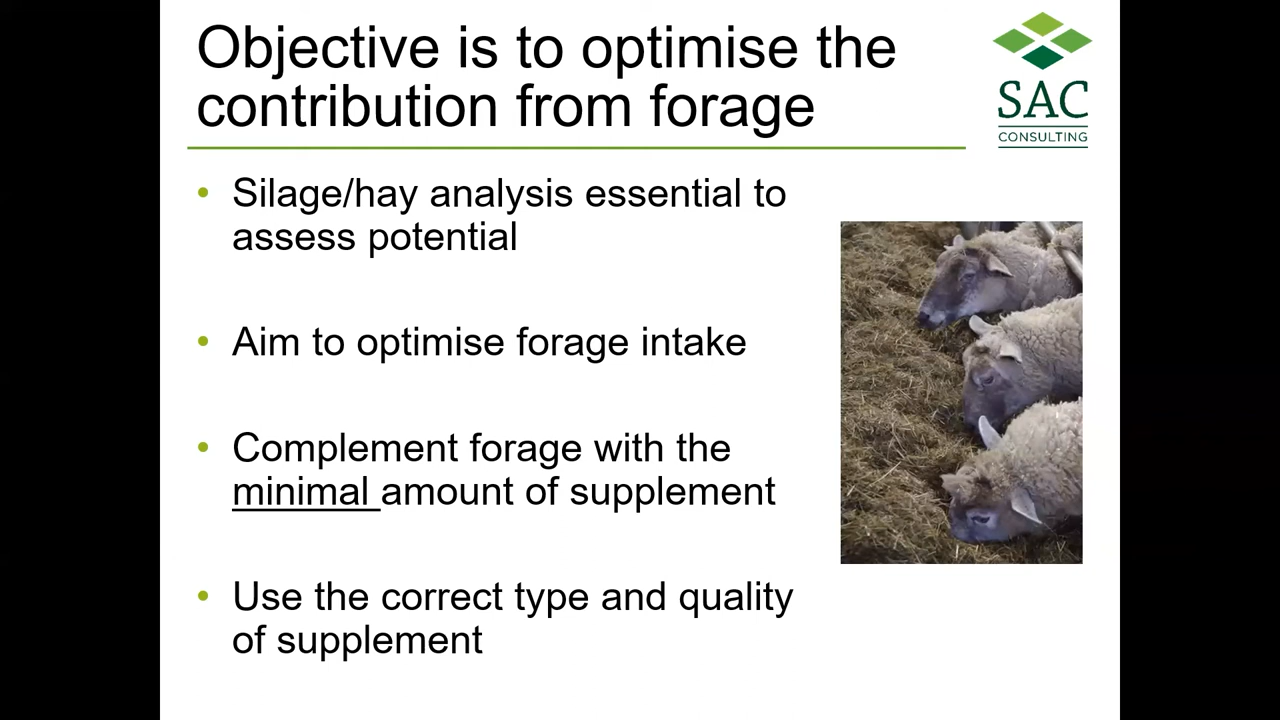 Objective is to optimise the
contribution from forage
SAC
CONSULTING
• Silage/hay analysis essential to
assess potential
• Aim to optimise forage intake
• Complement forage with the
minimal amount of supplement
• Use the correct type and quality
of supplement